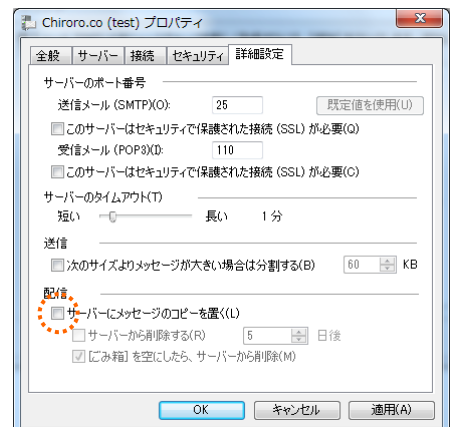 Chiroro.co (test) プロパティ
全般 サーバー 接続 セキュリティ 詳細設定
サーバーのポート番号
送信メール (SMTP)(O): 25 既定値を使用(U)
このサーバーはセキュリティで保護された接続 (SSL) が必要(Q)
受信メール (POP3)(I): 110
このサーバーはセキュリティで保護された接続 (SSL) が必要(C)
サーバーのタイムアウト(T)
短い 長い 1 分
送信
次のサイズよりメッセージが大きい場合は分割する(B) 60 KB
配信
サーバーにメッセージのコピーを置く(L)
サーバーから削除する(R) 5 日後
[ごみ箱] を空にしたら、サーバーから削除(M)
OK キャンセル 適用(A)